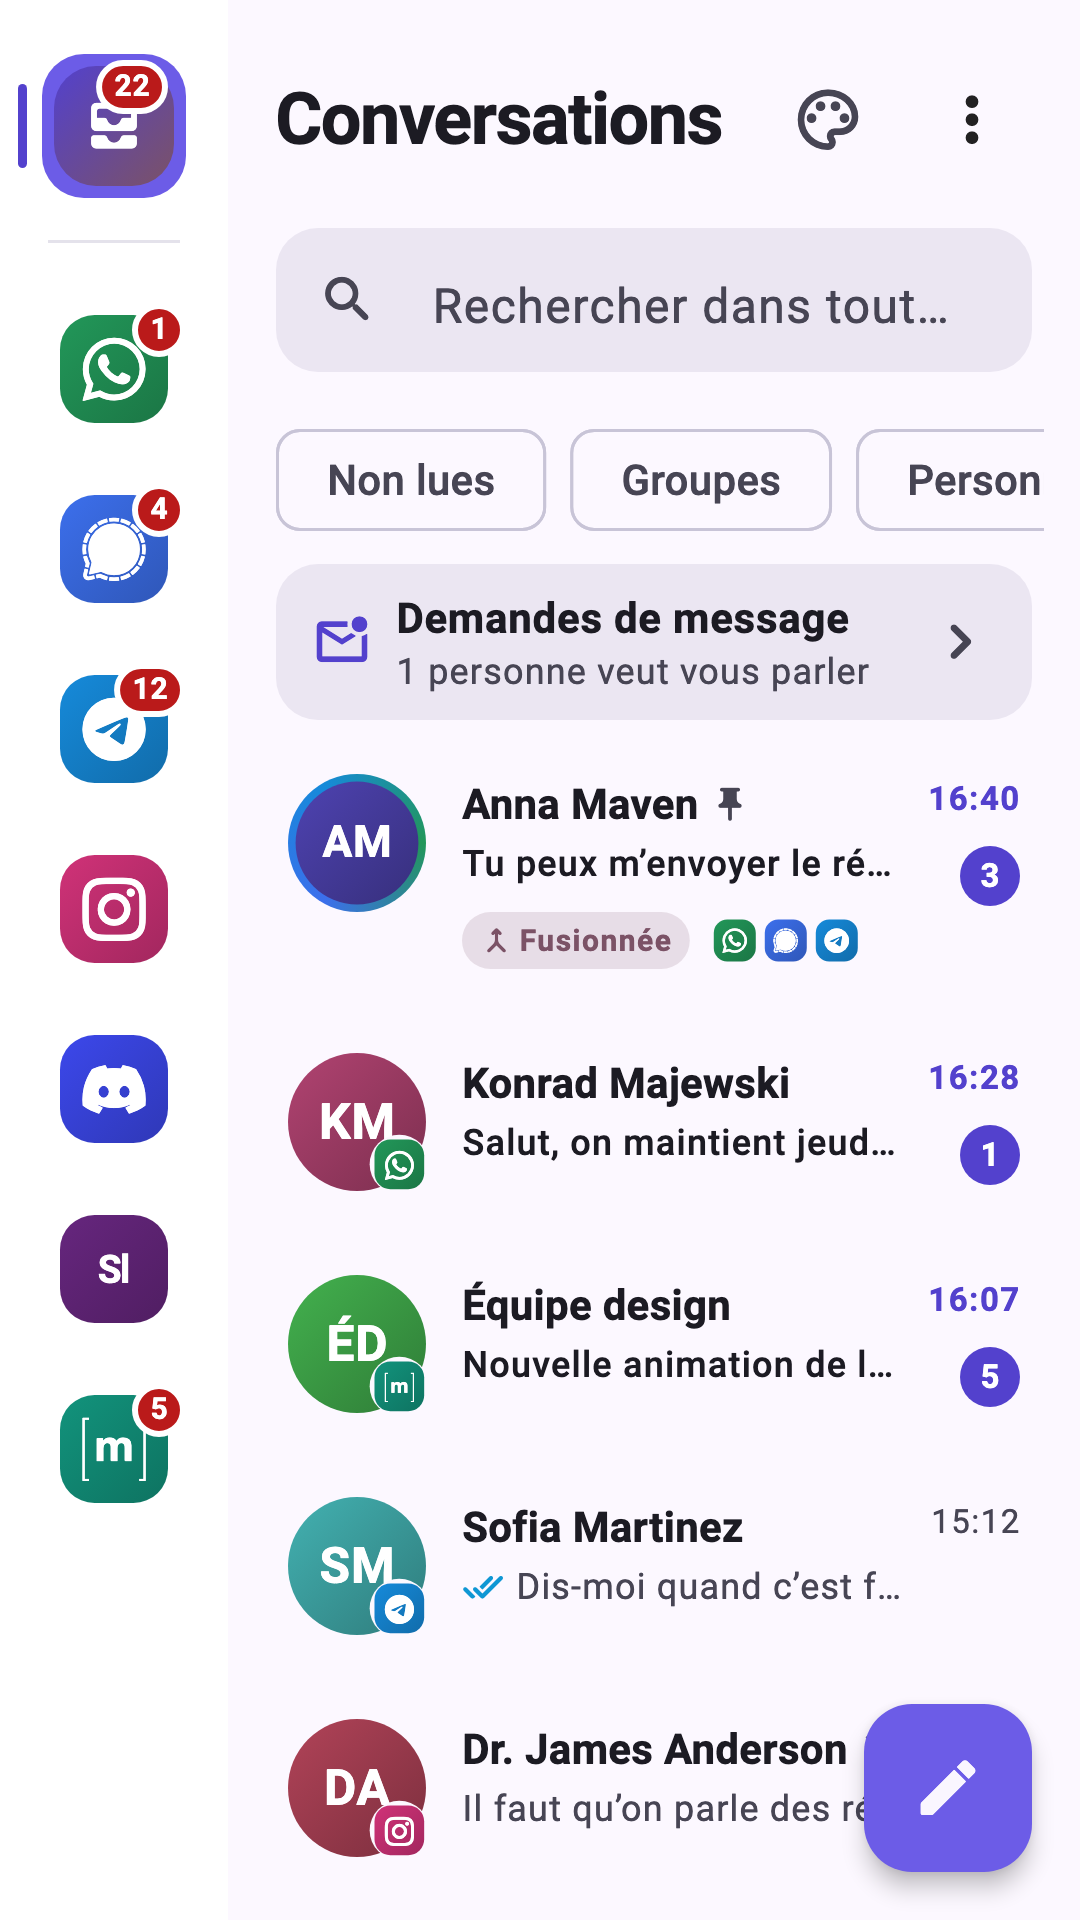 22
Conversations
Rechercher dans tout…
1
Non lues
Groupes
Person
4
Demandes de message
1 personne veut vous parler
12
Anna Maven
16:40
AM
Tu peux m’envoyer le ré…
3
Fusionnée
Konrad Majewski
16:28
KM
Salut, on maintient jeud…
1
SI
Équipe design
16:07
ÉD
Nouvelle animation de l…
5
[m]
5
[m]
Sofia Martinez
15:12
SM
Dis-moi quand c’est f…
Dr. James Anderson
DA
Il faut qu’on parle des ré